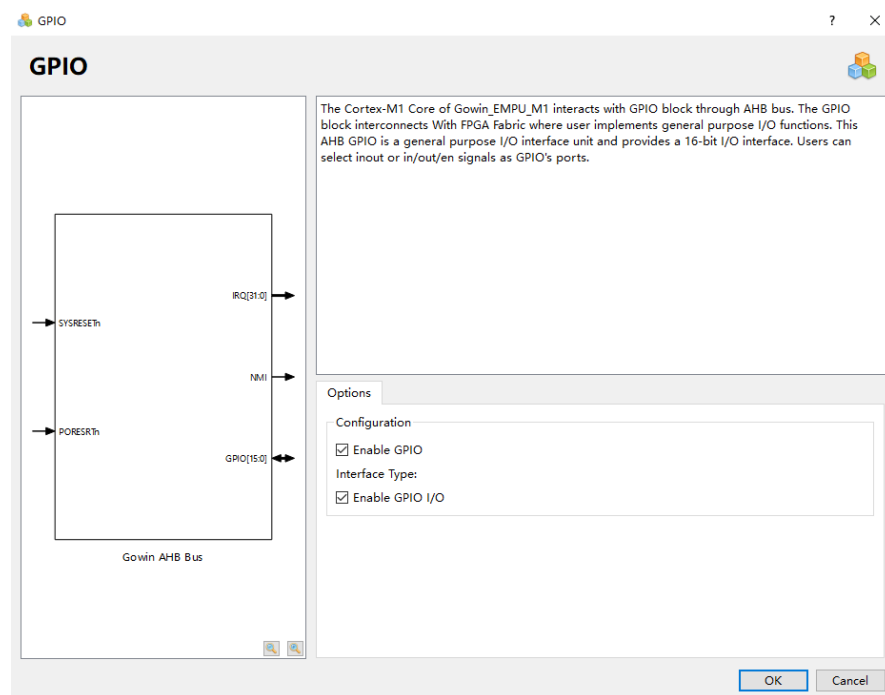 GPIO
GPIO
The Cortex-M1 Core of Gowin_EMPU_M1 interacts with GPIO block through AHB bus. The GPIO
block interconnects With FPGA Fabric where user implements general purpose I/O functions. This
AHB GPIO is a general purpose I/O interface unit and provides a 16-bit I/O interface. Users can
select inout or in/out/en signals as GPIO's ports.
IRQ[31:0]
SYSRESETn
NMI
PORESRTn
GPIO[15:0]
Gowin AHB Bus
Options
Configuration
Enable GPIO
Interface Type:
Enable GPIO I/O
OK
Cancel